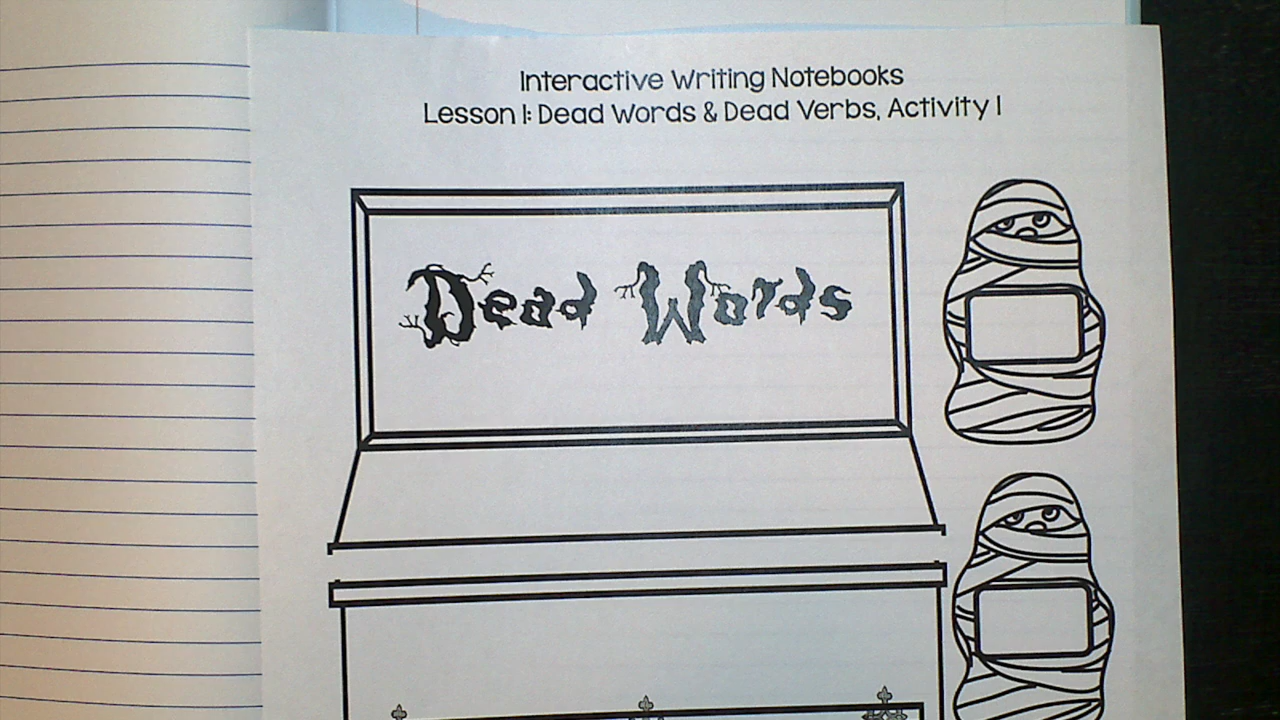 Interactive Writing Notebooks
Lesson 1: Dead Words & Dead Verbs, Activity 1
Dead Words